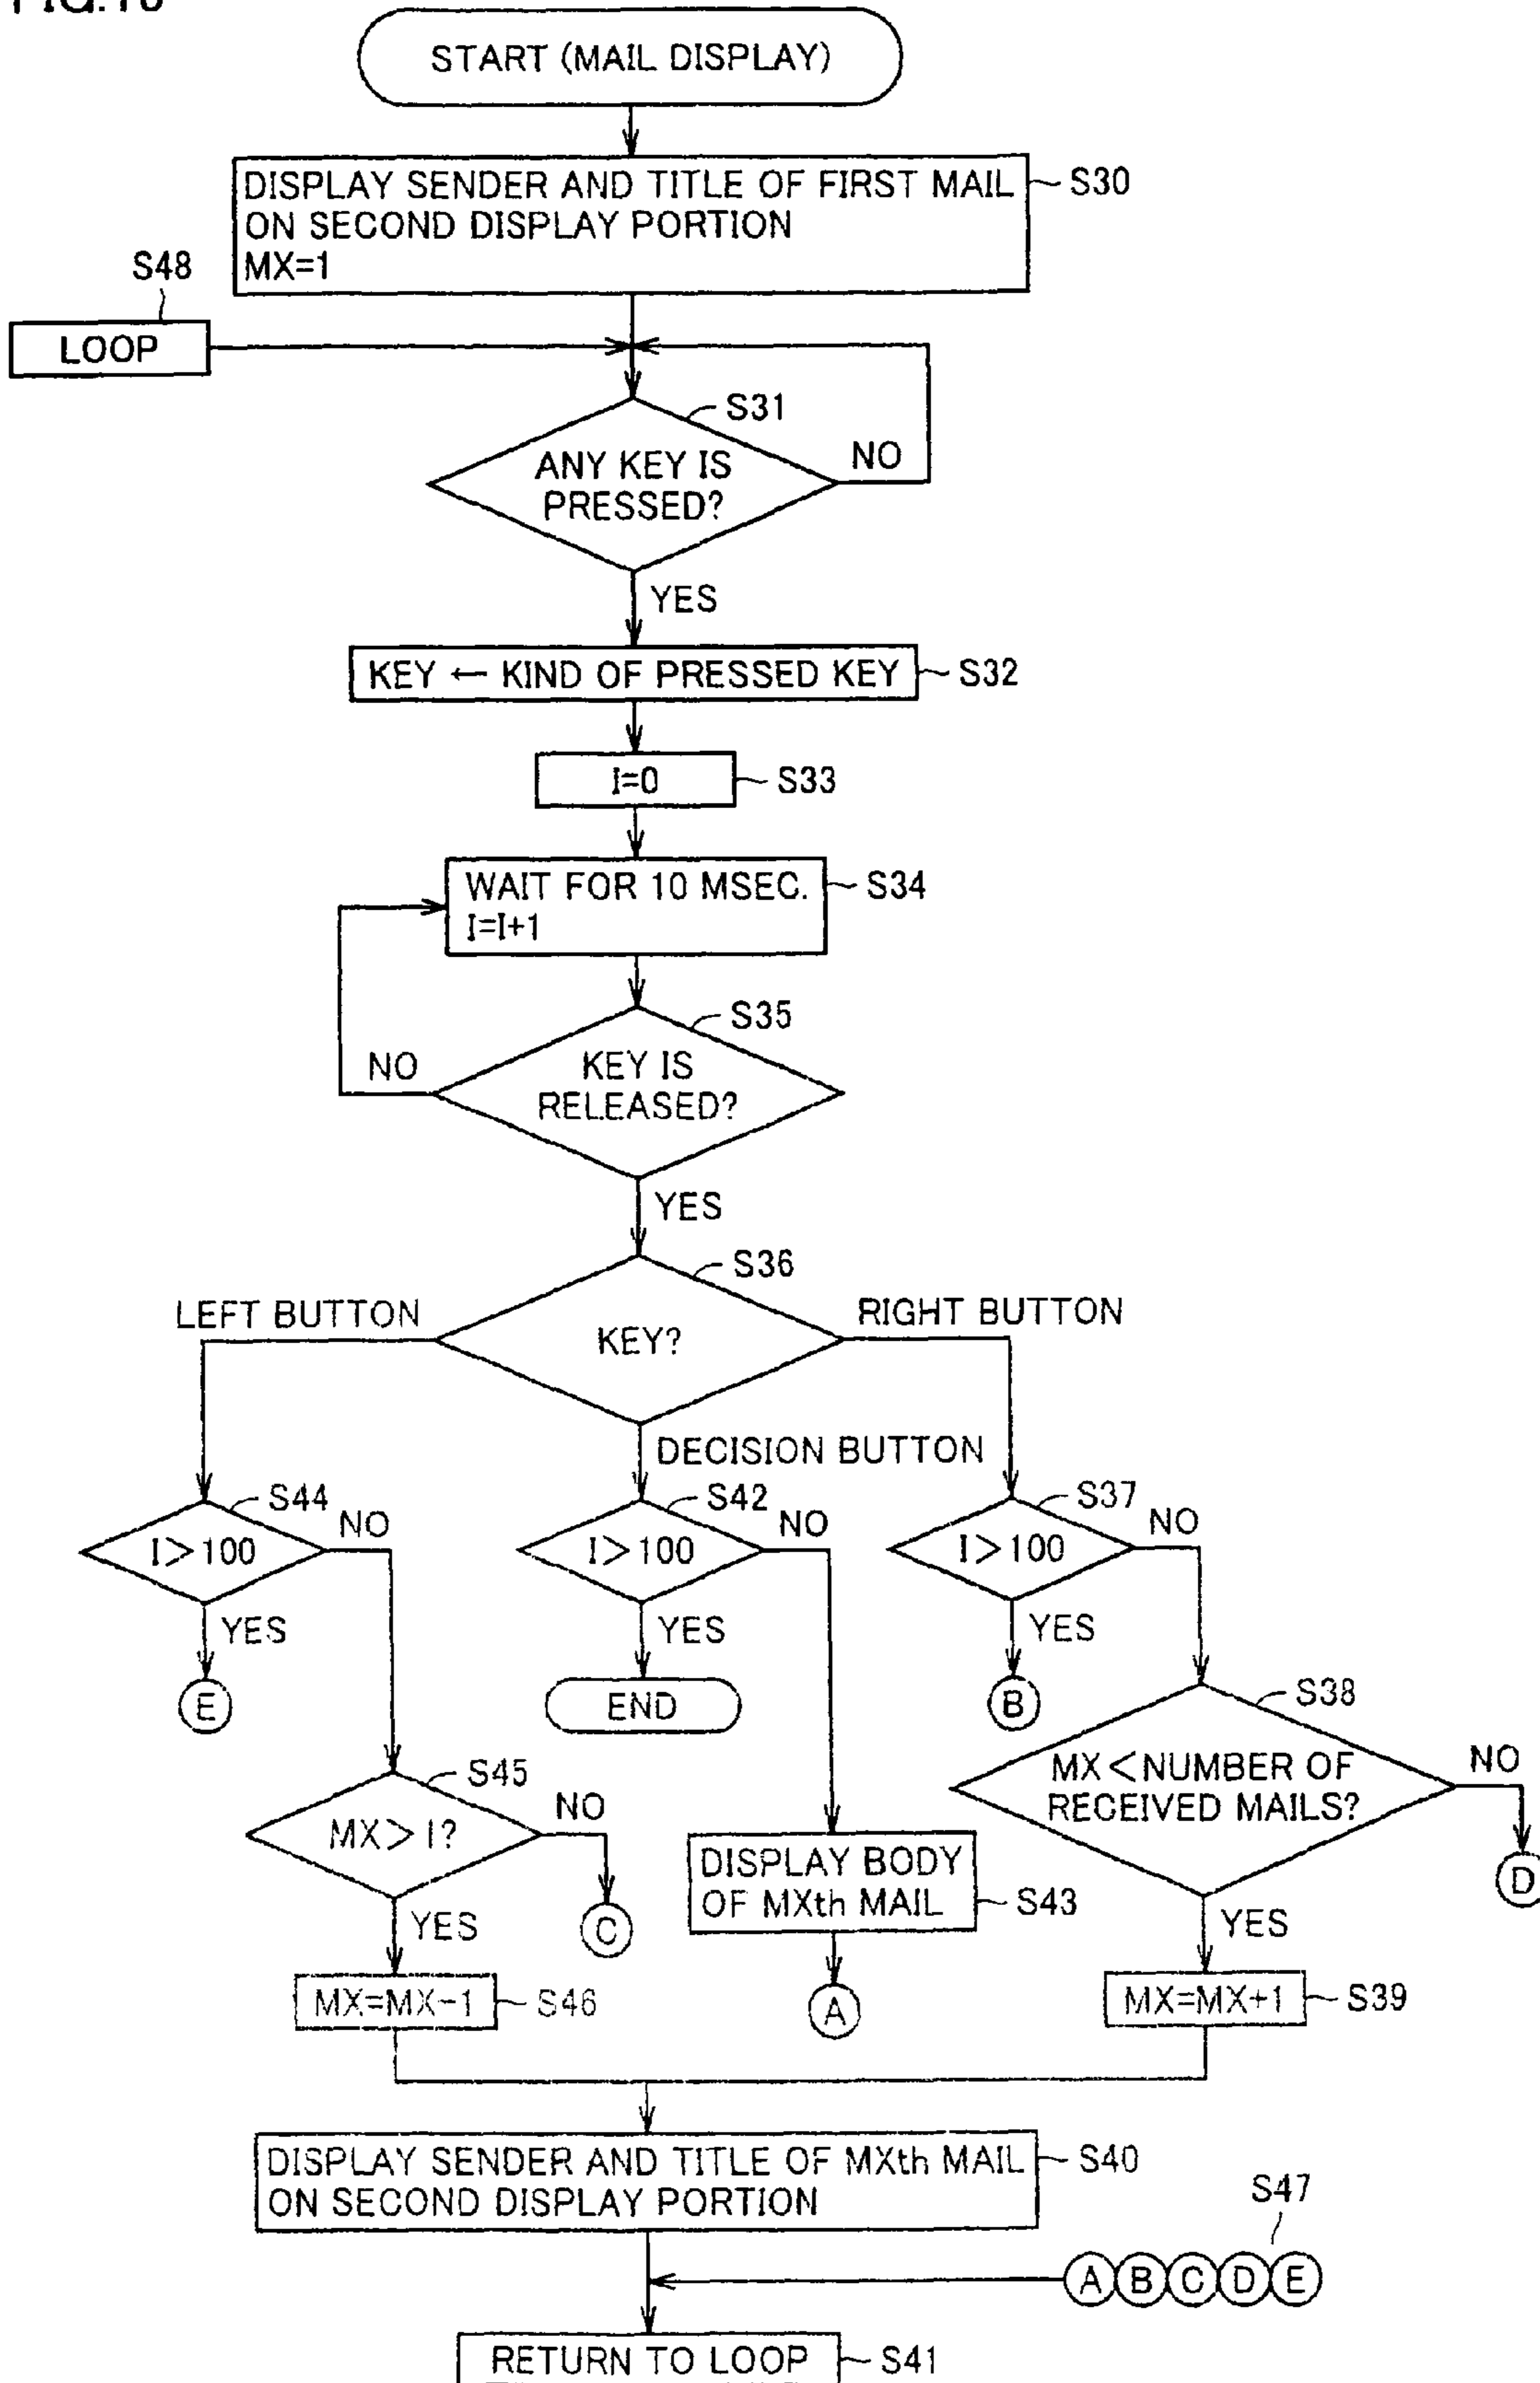 START (MAIL DISPLAY)
DISPLAY SENDER AND TITLE OF FIRST MAIL
ON SECOND DISPLAY PORTION
MX=1
S30
S48
LOOP
S31
ANY KEY IS
PRESSED?
NO
YES
KEY ← KIND OF PRESSED KEY
S32
I=0
S33
WAIT FOR 10 MSEC.
I=I+1
S34
S35
KEY IS
RELEASED?
NO
YES
S36
LEFT BUTTON
KEY?
RIGHT BUTTON
DECISION BUTTON
S44
I>100
NO
YES
E
S42
I>100
NO
YES
END
S37
I>100
NO
YES
B
S38
MX<NUMBER OF
RECEIVED MAILS?
NO
D
YES
S45
MX>1?
NO
C
YES
DISPLAY BODY
OF MXth MAIL
S43
A
MX=MX-1
S46
MX=MX+1
S39
DISPLAY SENDER AND TITLE OF MXth MAIL
ON SECOND DISPLAY PORTION
S40
S47
A B C D E
RETURN TO LOOP
S41